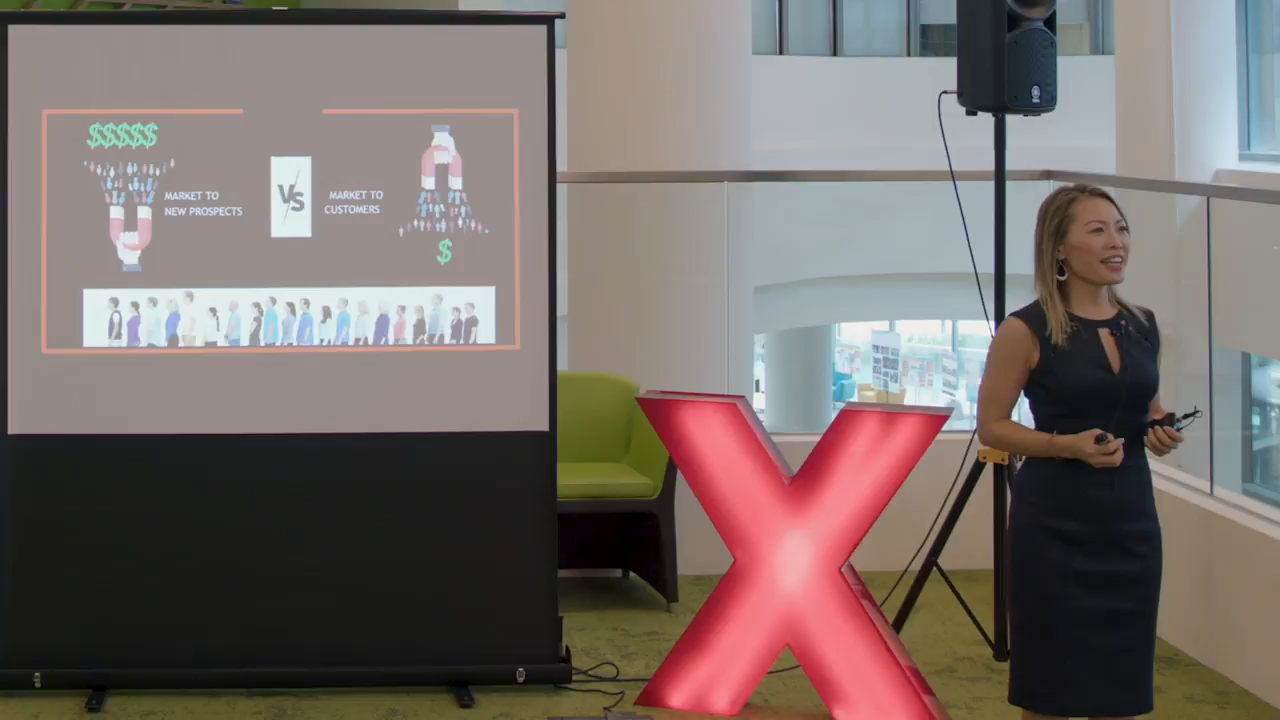 $$$$$
MARKET TO
NEW PROSPECTS
VS
MARKET TO
CUSTOMERS
$
X